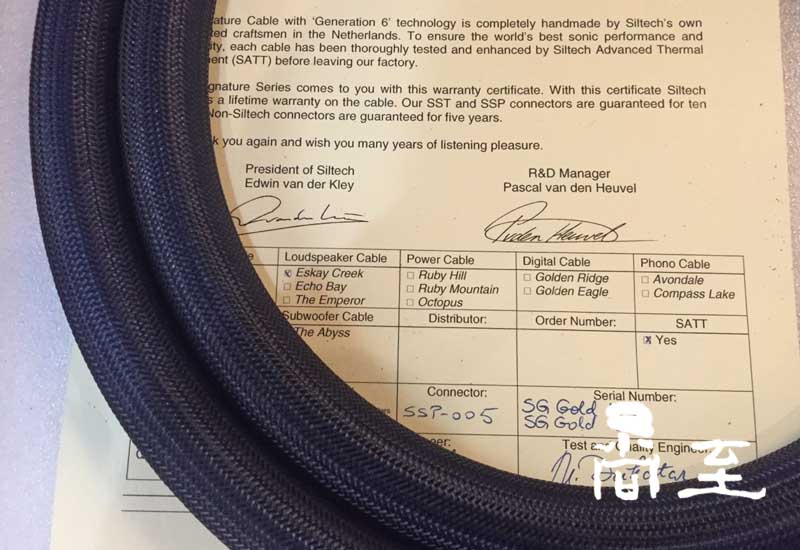 ature Cable with 'Generation 6' technology is completely handmade by Siltech's own
ted craftsmen in the Netherlands. To ensure the world's best sonic performance and
ity, each cable has been thoroughly tested and enhanced by Siltech Advanced Thermal
ent (SATT) before leaving our factory.
gnature Series comes to you with this warranty certificate. With this certificate Siltech
s a lifetime warranty on the cable. Our SST and SSP connectors are guaranteed for ten
Non-Siltech connectors are guaranteed for five years.
k you again and wish you many years of listening pleasure.
President of Siltech
Edwin van der Kley
R&D Manager
Pascal van den Heuvel
Loudspeaker Cable Power Cable Digital Cable Phono Cable
Eskay Creek Ruby Hill Golden Ridge Avondale
Echo Bay Ruby Mountain Golden Eagle Compass Lake
The Emperor Octopus
Subwoofer Cable Distributor: Order Number: SATT
The Abyss Yes
Connector: Serial Number:
SSP-005 SG Gold
SG Gold
Test and Quality Engineer:
尚至